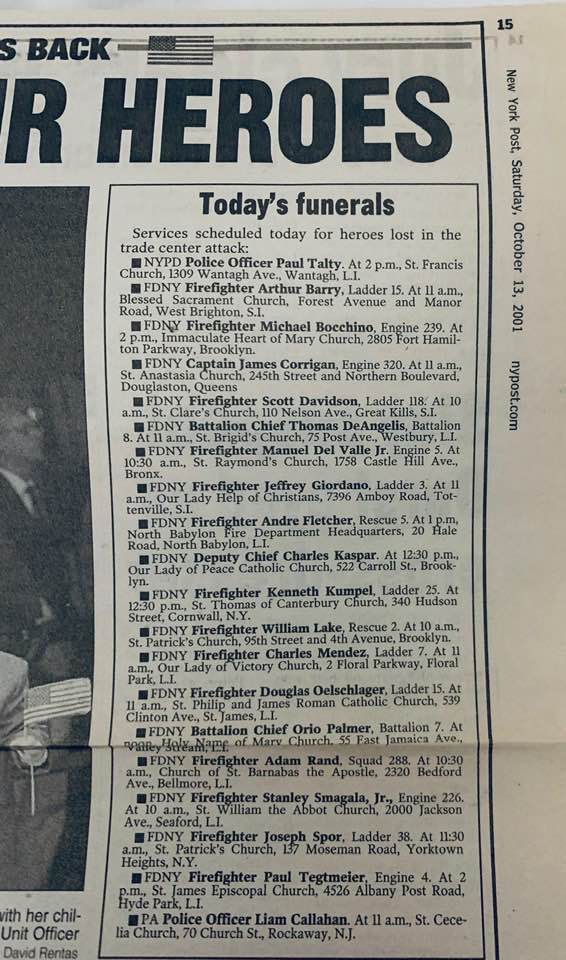 S BACK
R HEROES
15
New York Post, Saturday, October 13, 2001 nypost.com
Today's funerals
Services scheduled today for heroes lost in the
trade center attack:
■ NYPD Police Officer Paul Talty. At 2 p.m., St. Francis
Church, 1309 Wantagh Ave., Wantagh, L.I.
■ FDNY Firefighter Arthur Barry, Ladder 15. At 11 a.m.,
Blessed Sacrament Church, Forest Avenue and Manor
Road, West Brighton, S.I.
■ FDNY Firefighter Michael Bocchino, Engine 239. At
2 p.m., Immaculate Heart of Mary Church, 2805 Fort Hamil-
ton Parkway, Brooklyn.
■ FDNY Captain James Corrigan, Engine 320. At 11 a.m.,
St. Anastasia Church, 245th Street and Northern Boulevard,
Douglaston, Queens
■ FDNY Firefighter Scott Davidson, Ladder 118. At 10
a.m., St. Clare's Church, 110 Nelson Ave., Great Kills, S.I.
■ FDNY Battalion Chief Thomas DeAngelis, Battalion
8. At 11 a.m., St. Brigid's Church, 75 Post Ave., Westbury, L.I.
■ FDNY Firefighter Manuel Del Valle Jr. Engine 5. At
10:30 a.m., St. Raymond's Church, 1758 Castle Hill Ave.,
Bronx.
■ FDNY Firefighter Jeffrey Giordano, Ladder 3. At 11
a.m., Our Lady Help of Christians, 7396 Amboy Road, Tot-
tenville, S.I.
■ FDNY Firefighter Andre Fletcher, Rescue 5. At 1 p.m,
North Babylon Fire Department Headquarters, 20 Hale
Road, North Babylon, L.I.
■ FDNY Deputy Chief Charles Kaspar. At 12:30 p.m.,
Our Lady of Peace Catholic Church, 522 Carroll St., Brook-
lyn.
■ FDNY Firefighter Kenneth Kumpel, Ladder 25. At
12:30 p.m., St. Thomas of Canterbury Church, 340 Hudson
Street, Cornwall, N.Y.
■ FDNY Firefighter William Lake, Rescue 2. At 10 a.m.,
St. Patrick's Church, 95th Street and 4th Avenue, Brooklyn.
■ FDNY Firefighter Charles Mendez, Ladder 7. At 11
a.m., Our Lady of Victory Church, 2 Floral Parkway, Floral
Park, L.I.
■ FDNY Firefighter Douglas Oelschlager, Ladder 15. At
11 a.m., St. Philip and James Roman Catholic Church, 539
Clinton Ave., St. James, L.I.
■ FDNY Battalion Chief Orio Palmer, Battalion 7. At
noon, Holy Name of Mary Church, 55 East Jamaica Ave.,
Stream, L.I.
■ FDNY Firefighter Adam Rand, Squad 288. At 10:30
a.m., Church of St. Barnabas the Apostle, 2320 Bedford
Ave., Bellmore, L.I.
■ FDNY Firefighter Stanley Smagala, Jr., Engine 226.
At 10 a.m., St. William the Abbot Church, 2000 Jackson
Ave., Seaford, L.I.
■ FDNY Firefighter Joseph Spor, Ladder 38. At 11:30
a.m., St. Patrick's Church, 137 Moseman Road, Yorktown
Heights, N.Y.
■ FDNY Firefighter Paul Tegtmeier, Engine 4. At 2
p.m., St. James Episcopal Church, 4526 Albany Post Road,
Hyde Park, L.I.
■ PA Police Officer Liam Callahan. At 11 a.m., St. Cece-
lia Church, 70 Church St., Rockaway, N.J.
with her chil-
Unit Officer
David Rentas